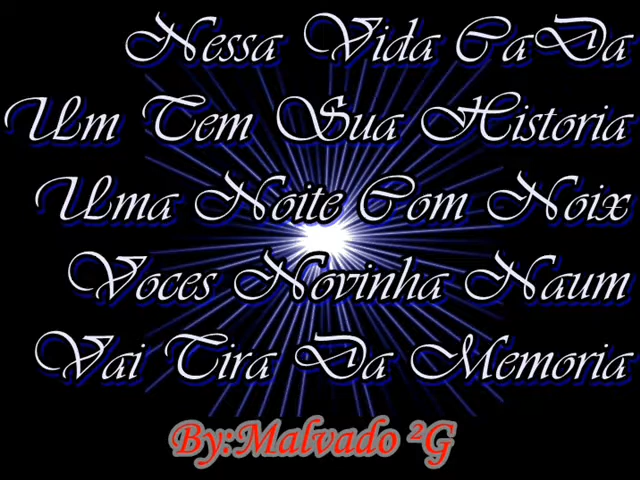 Nessa Vida CaDa
Um Tem Sua Historia
Uma Noite Com Noix
Voces Novinha Naum
Vai Tira Da Memoria
By:Malvado ²G